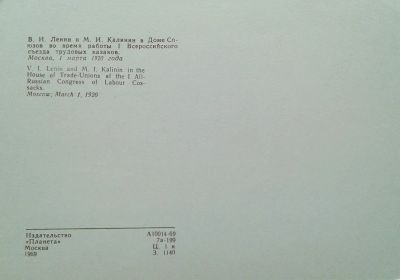 В. И. Ленин и М. И. Калинин в Доме Со-
юзов во время работы I Всероссийского
съезда трудовых казаков.
Москва, 1 марта 1920 года
V. I. Lenin and M. I. Kalinin in the
House of Trade-Unions at the I All-
Russian Congress of Labour Cos-
sacks.
Moscow, March 1, 1920
Издательство
«Планета»
Москва
1969
А10014-69
7а-199
Ц. 1 к
З. 1140